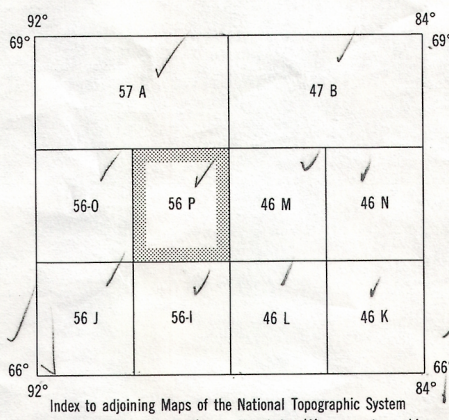 92° 84°
69° 69°
57 A 47 B
56-O 56 P 46 M 46 N
56 J 56-I 46 L 46 K
66° 66°
92° 84°
Index to adjoining Maps of the National Topographic System